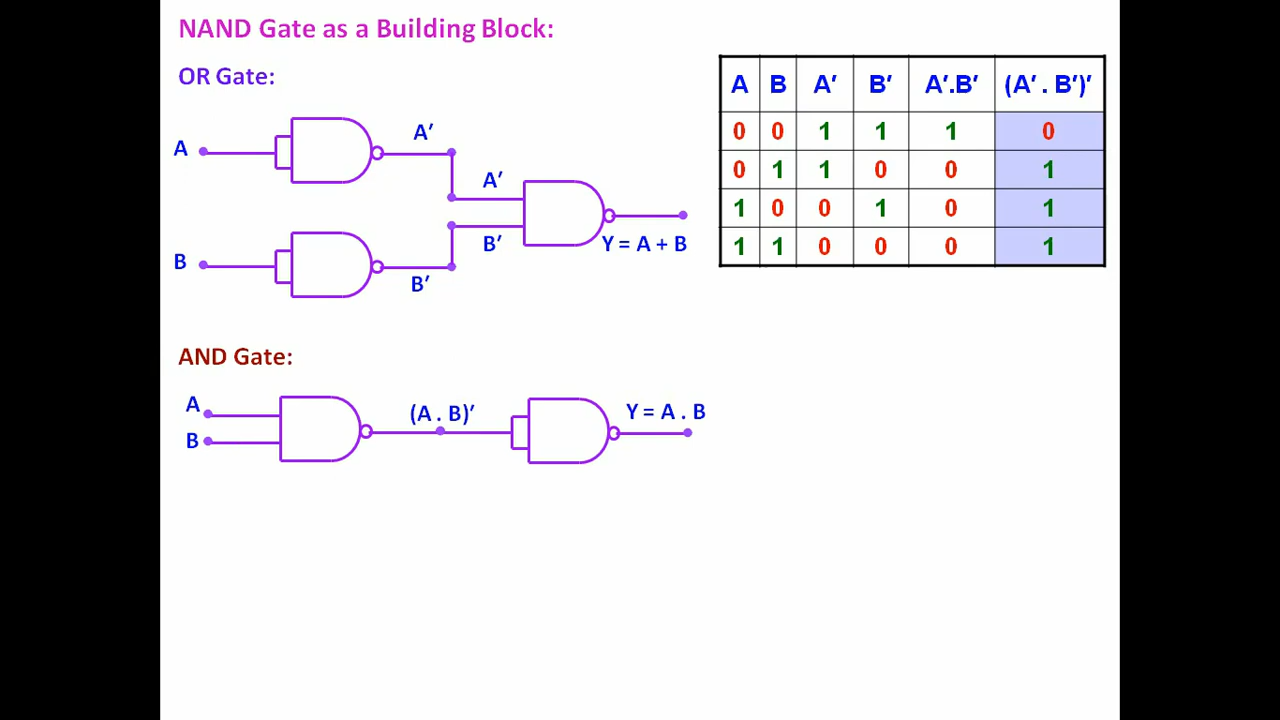 NAND Gate as a Building Block:
OR Gate:
A B A′ B′ A′.B′ (A′ . B′)′
0 0 1 1 1 0
0 1 1 0 0 1
1 0 0 1 0 1
1 1 0 0 0 1
A
A′
A′
B
B′
B′
Y = A + B
AND Gate:
A
B
(A . B)′
Y = A . B